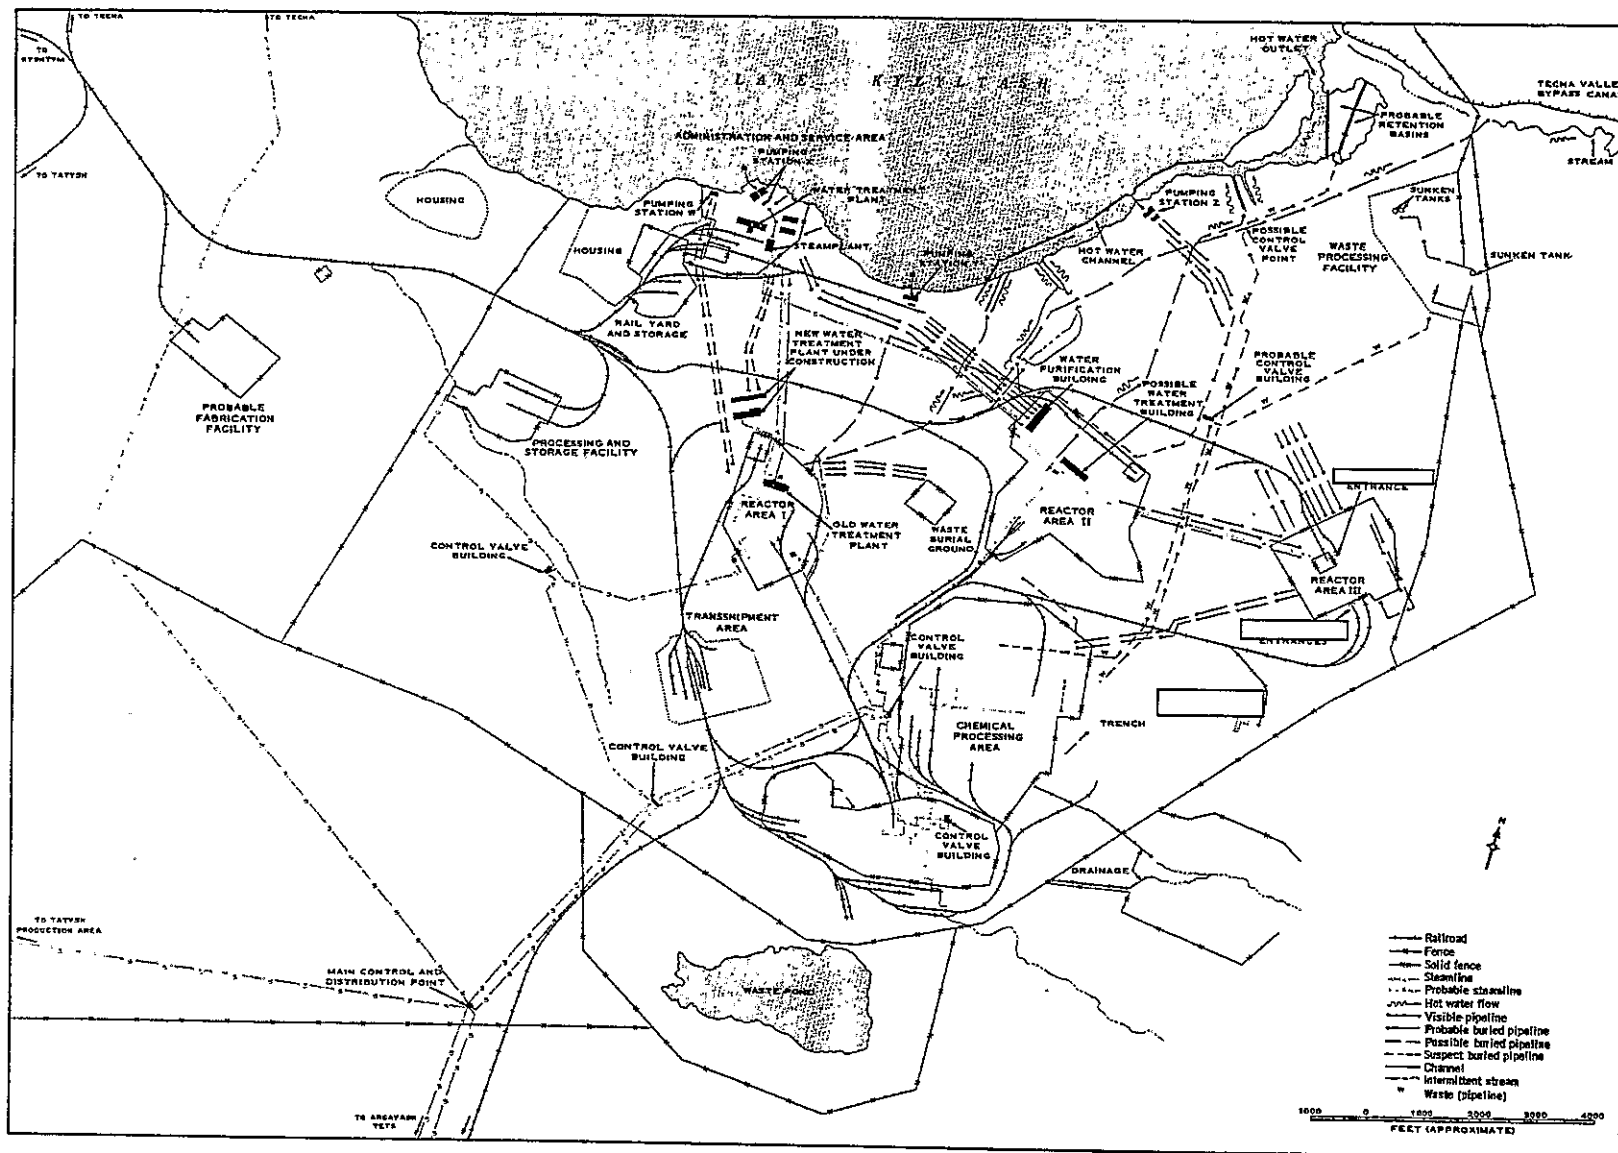 TO TECHA
TO TECHA
TO KYSHTYM
TO TATYSH
LAKE KYZYLTASH
HOT WATER
OUTLET
TECHA VALLEY
BYPASS CANAL
PROBABLE
RETENTION
BASINS
STREAM
ADMINISTRATION AND SERVICE AREA
PUMPING
STATION X
WATER TREATMENT
PLANT
PUMPING
STATION W
HOUSING
HOUSING
STEAMPLANT
PUMPING
STATION Y
HOT WATER
CHANNEL
PUMPING
STATION Z
POSSIBLE
CONTROL
VALVE
POINT
WASTE
PROCESSING
FACILITY
SUNKEN
TANKS
SUNKEN TANK
RAIL YARD
AND STORAGE
NEW WATER
TREATMENT
PLANT UNDER
CONSTRUCTION
WATER
PURIFICATION
BUILDING
PROBABLE
CONTROL
VALVE
BUILDING
POSSIBLE
WATER
TREATMENT
BUILDING
PROBABLE
FABRICATION
FACILITY
PROCESSING AND
STORAGE FACILITY
REACTOR
AREA I
OLD WATER
TREATMENT
PLANT
WASTE
BURIAL
GROUND
REACTOR
AREA II
ENTRANCE
REACTOR
AREA III
ENTRANCES
CONTROL VALVE
BUILDING
TRANSSHIPMENT
AREA
CONTROL
VALVE
BUILDING
CHEMICAL
PROCESSING
AREA
TRENCH
CONTROL VALVE
BUILDING
CONTROL
VALVE
BUILDING
DRAINAGE
N
TO TATYSH
PRODUCTION AREA
MAIN CONTROL AND
DISTRIBUTION POINT
WASTE POND
TO ARGAYASH
TETS
Railroad
Fence
Solid fence
Steamline
Probable steamline
Hot water flow
Visible pipeline
Probable buried pipeline
Possible buried pipeline
Suspect buried pipeline
Channel
Intermittent stream
W Waste (pipeline)
1000 0 1000 2000 3000 4000
FEET (APPROXIMATE)